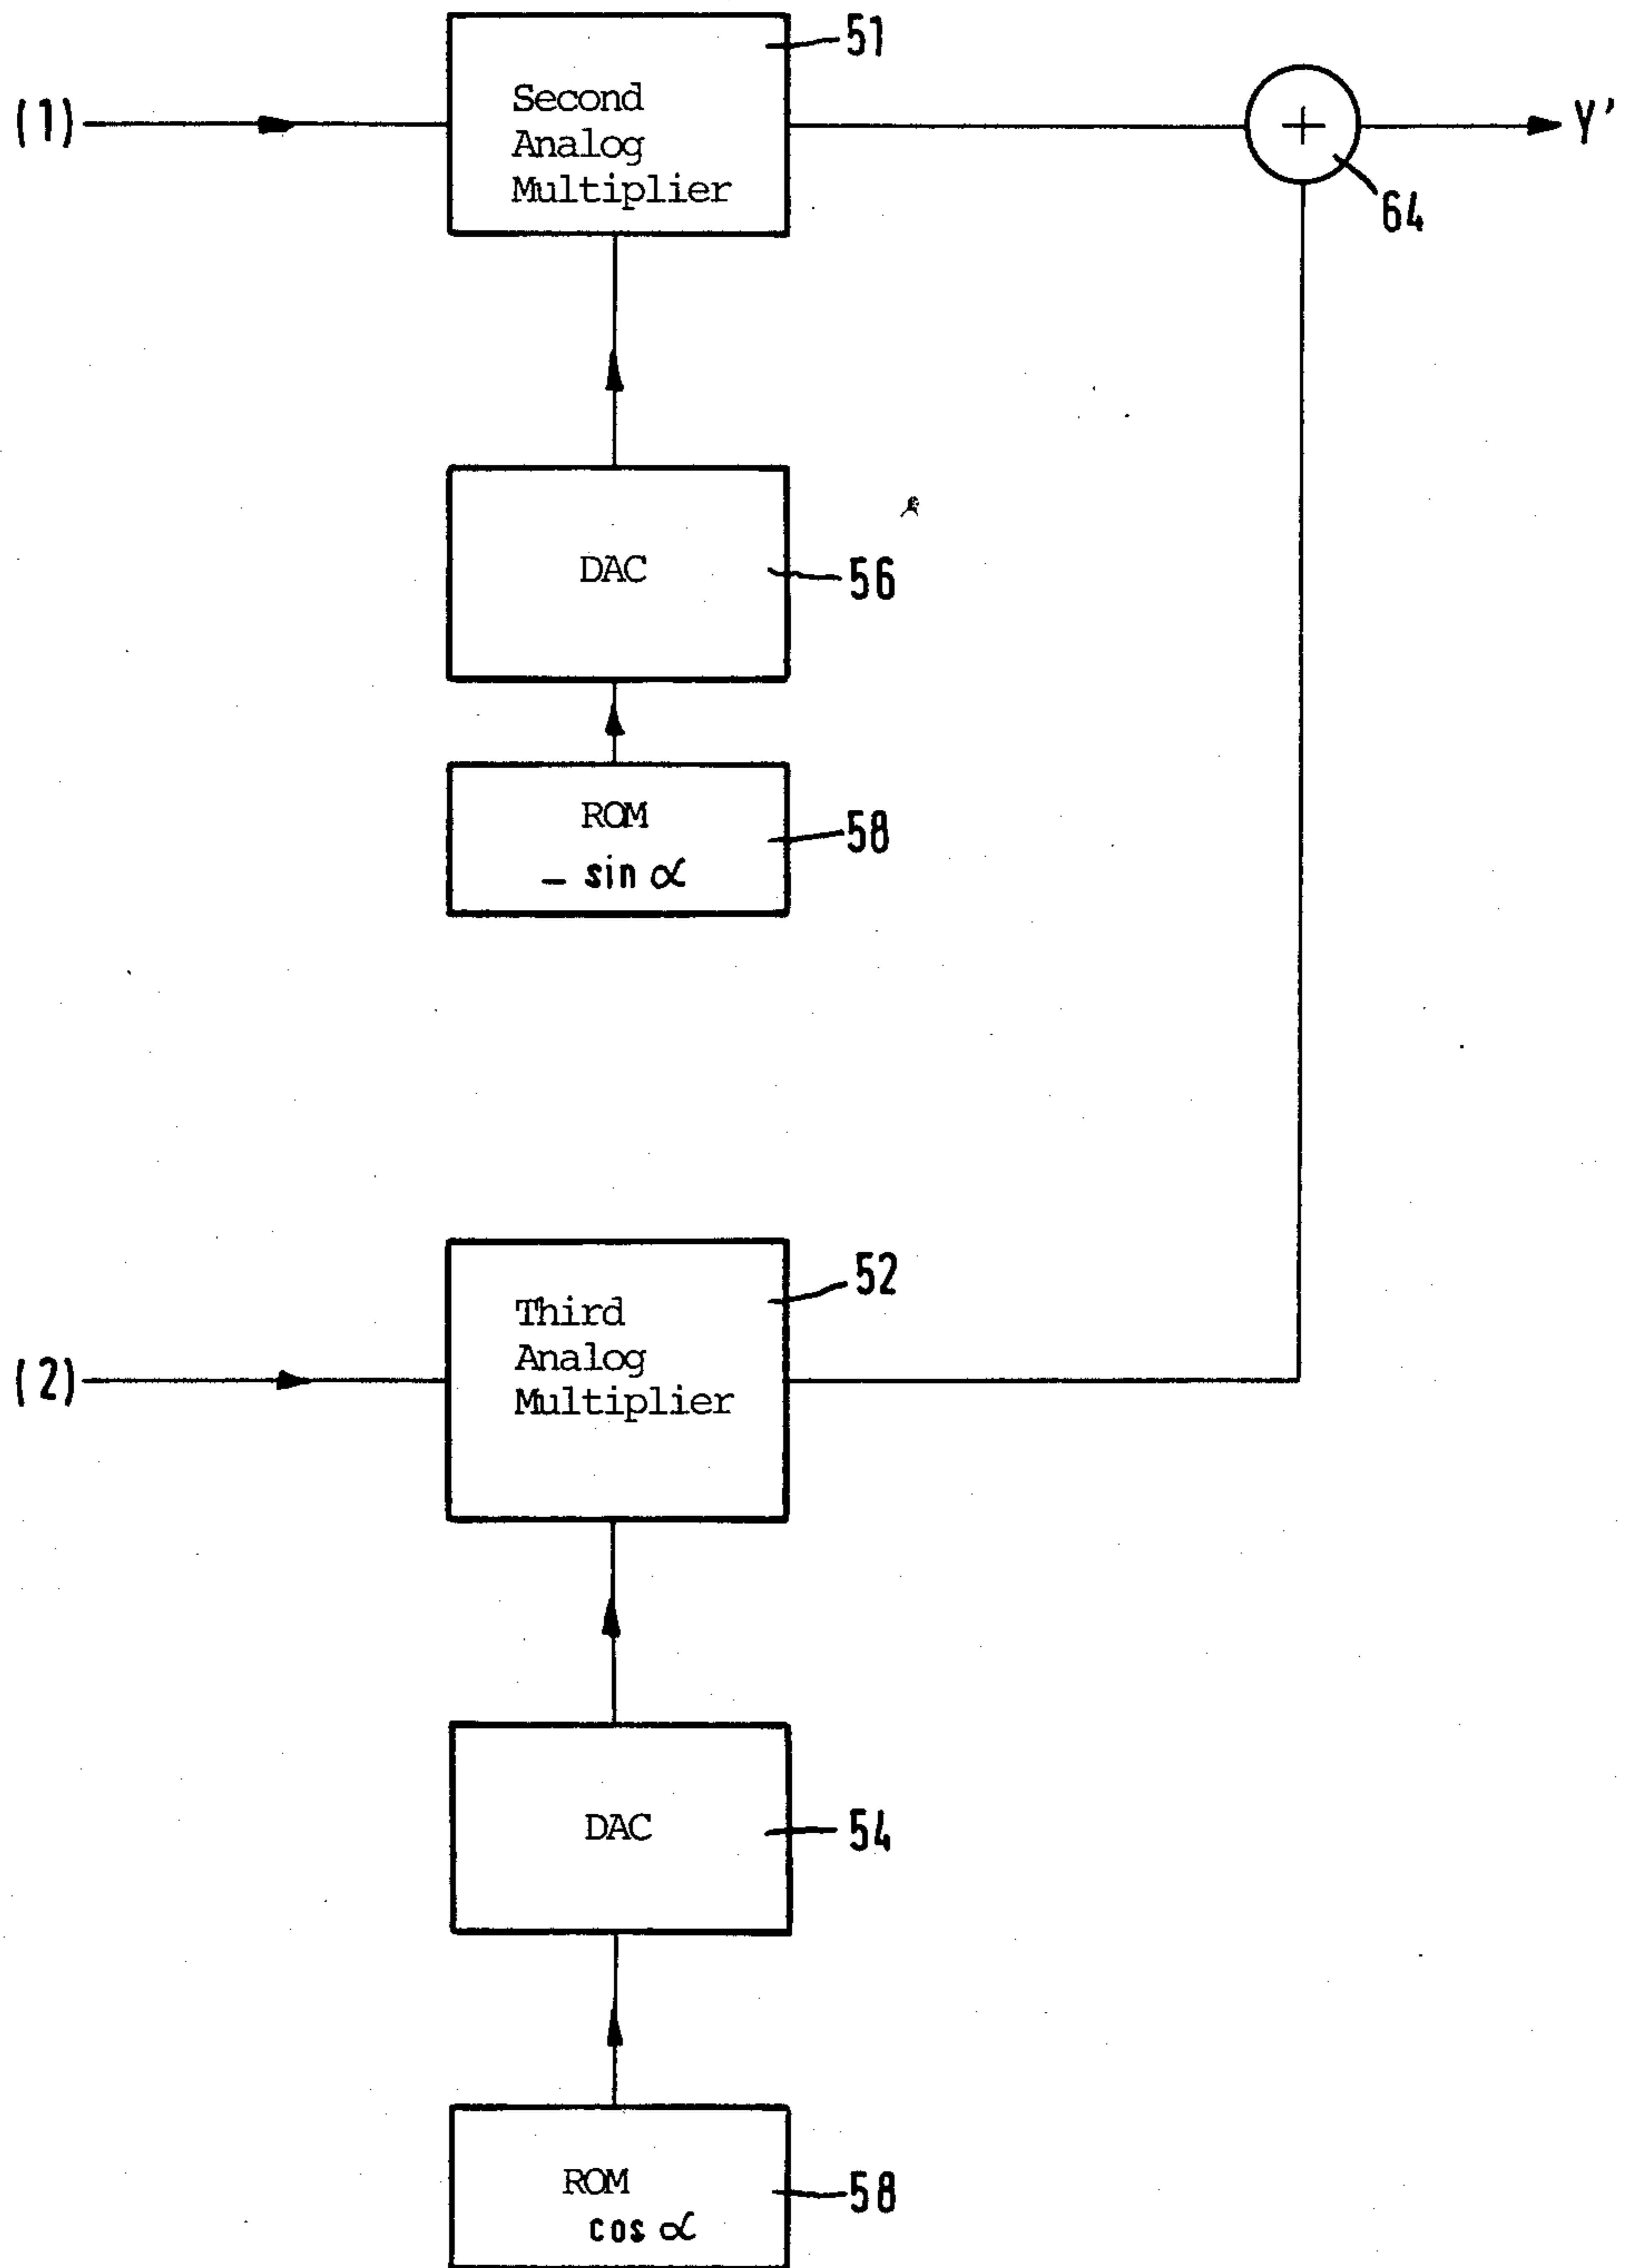 51
Second
Analog
Multiplier
(1)
+
Y'
64
DAC
56
ROM
58
– sin α
52
Third
Analog
Multiplier
(2)
DAC
54
ROM
58
cos α